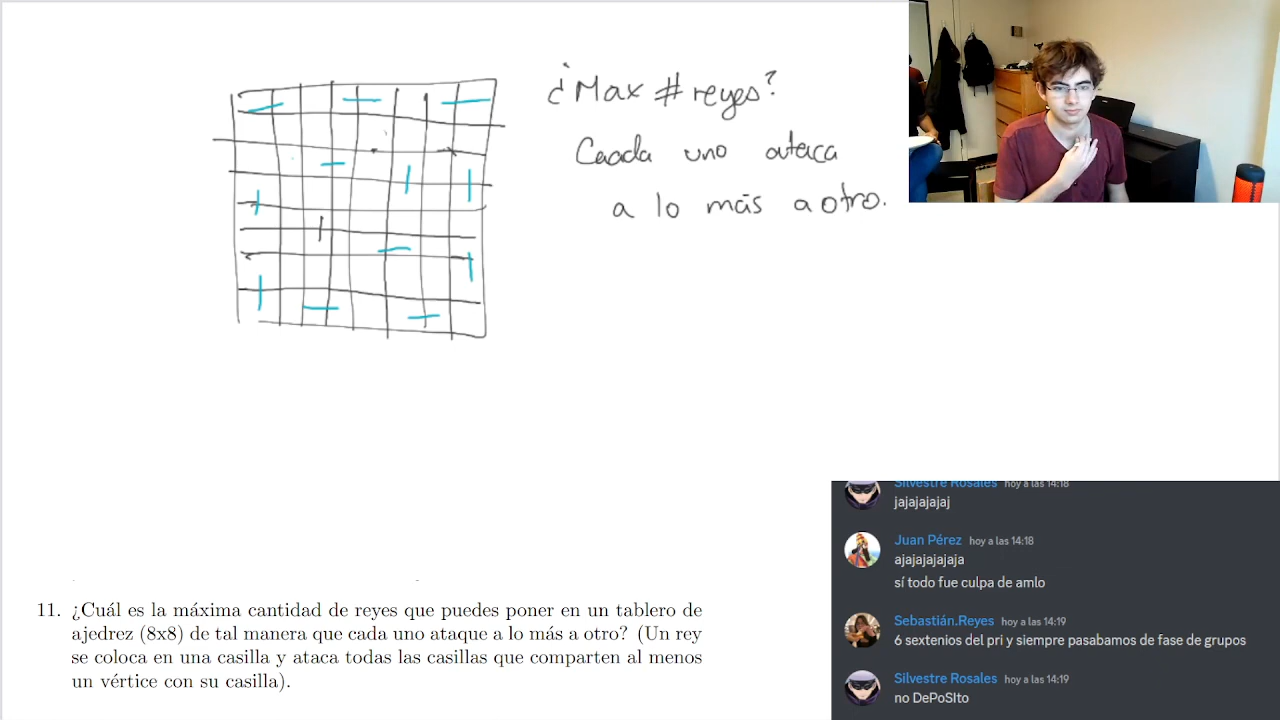 ¿Max # reyes?
Caada uno ataca
a lo más a otro.
11. ¿Cuál es la máxima cantidad de reyes que puedes poner en un tablero de
ajedrez (8x8) de tal manera que cada uno ataque a lo más a otro? (Un rey
se coloca en una casilla y ataca todas las casillas que comparten al menos
un vértice con su casilla).
Silvestre Rosales hoy a las 14:18
jajajajajaj
Juan Pérez hoy a las 14:18
ajajajajajaja
sí todo fue culpa de amlo
Sebastián.Reyes hoy a las 14:19
6 sextenios del pri y siempre pasabamos de fase de grupos
Silvestre Rosales hoy a las 14:19
no DePoSIto